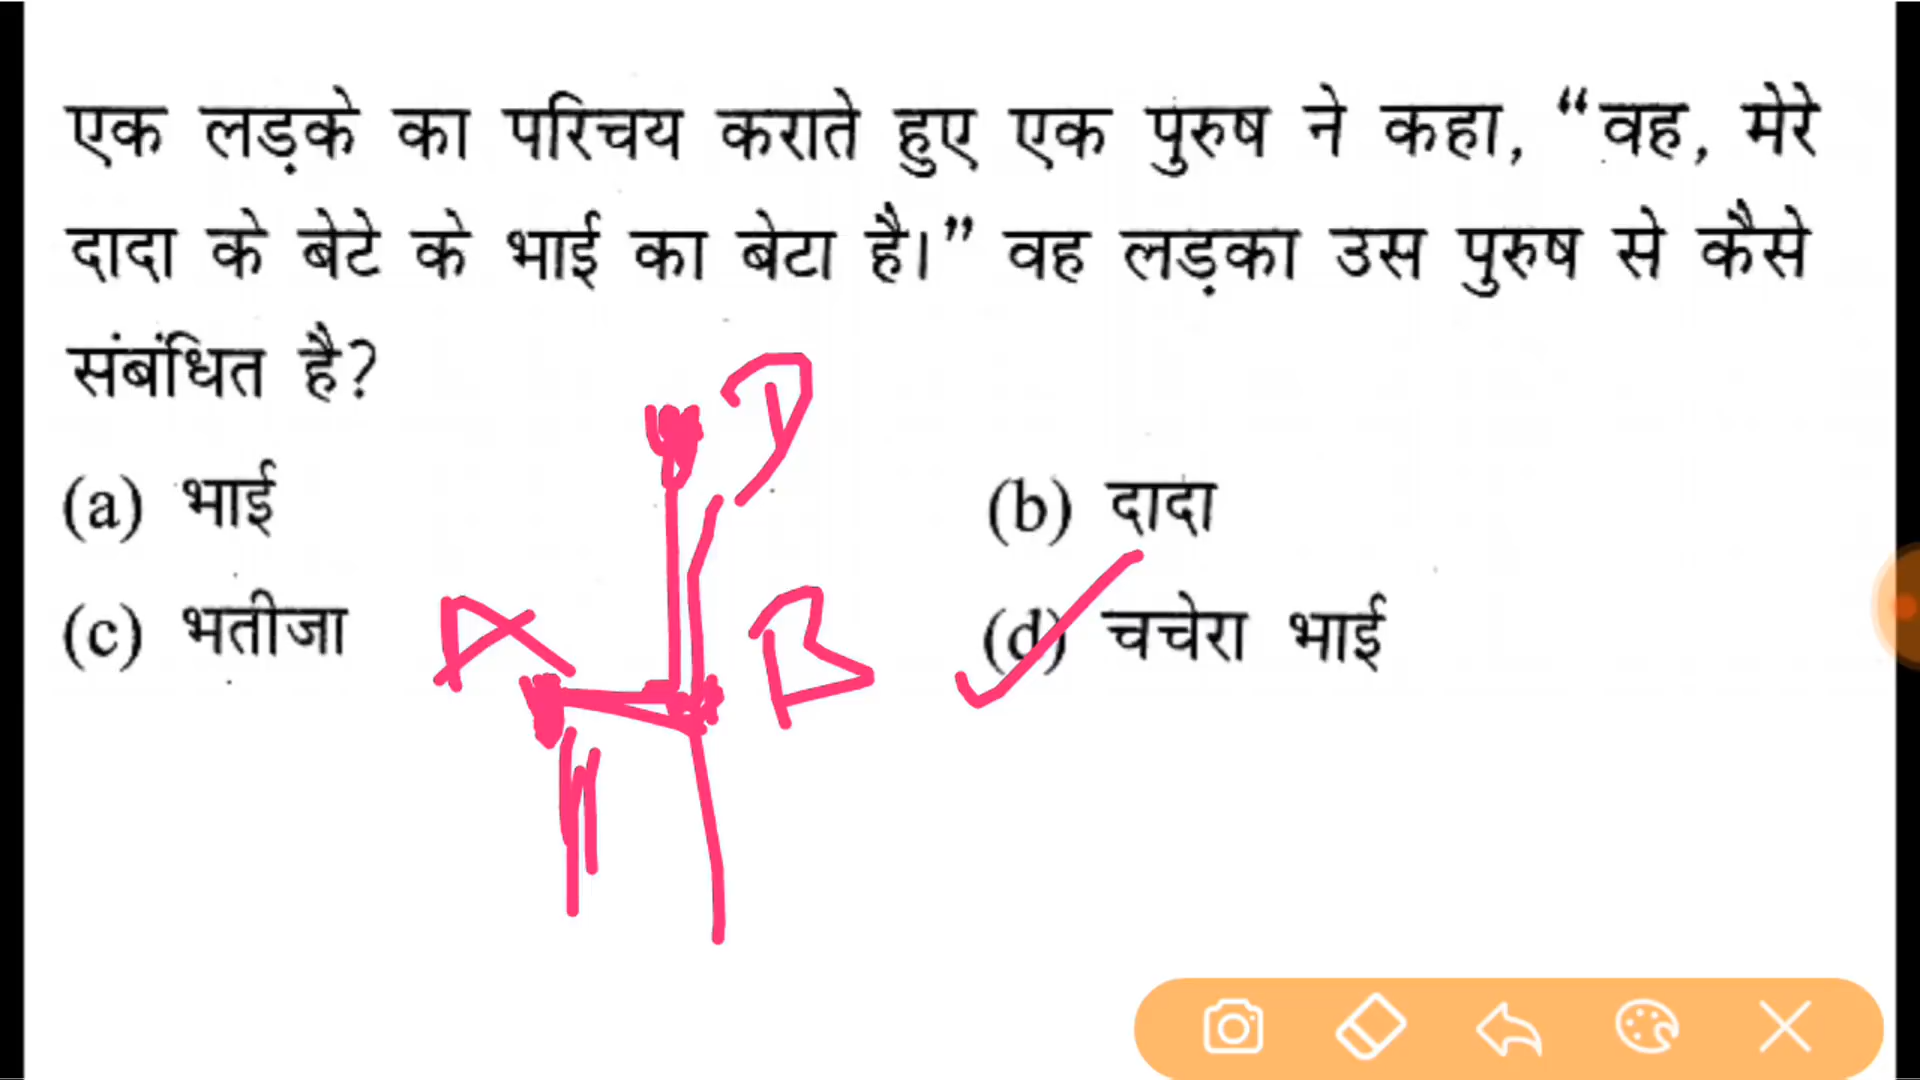 एक लड़के का परिचय कराते हुए एक पुरुष ने कहा, “वह, मेरे
दादा के बेटे के भाई का बेटा है।” वह लड़का उस पुरुष से कैसे
संबंधित है?
D
(a) भाई
(b) दादा
A
B
(c) भतीजा
(d) चचेरा भाई